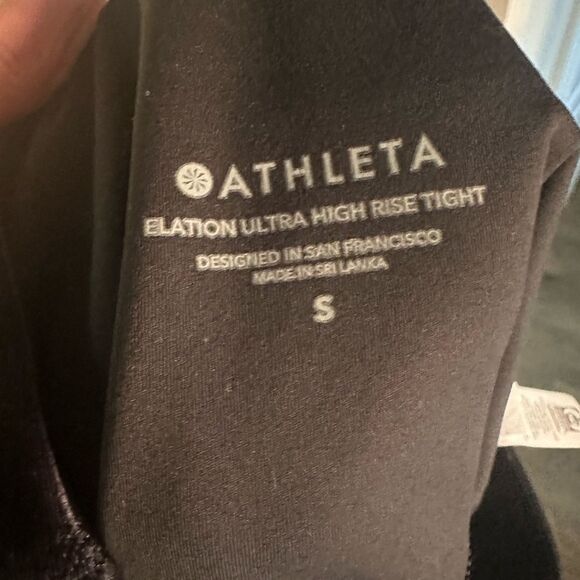 ATHLETA
ELATION ULTRA HIGH RISE TIGHT
DESIGNED IN SAN FRANCISCO
MADE IN SRI LANKA
S